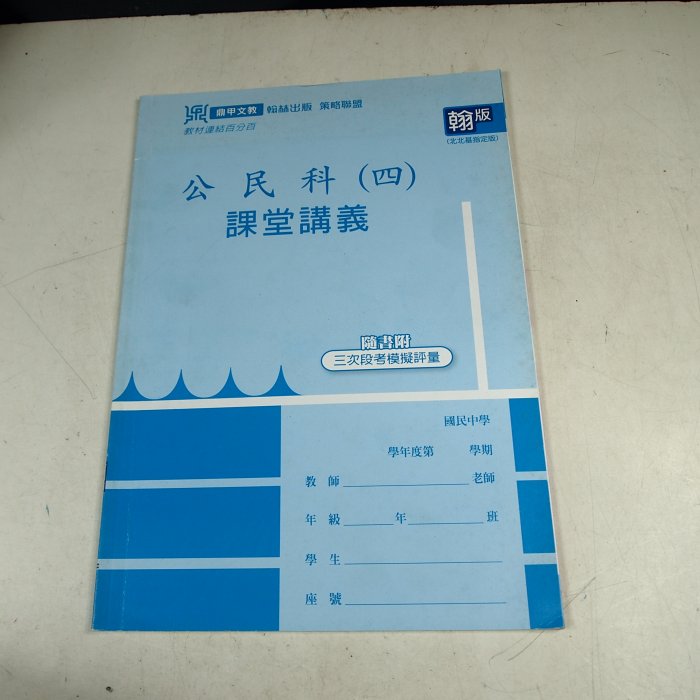 鼎 鼎甲文教 翰林出版 策略聯盟
教材連結百分百
翰版
(北北基指定版)
公民科(四)
課堂講義
隨書附
三次段考模擬評量
國民中學
學年度第 學期
教師 老師
年級 年 班
學生
座號